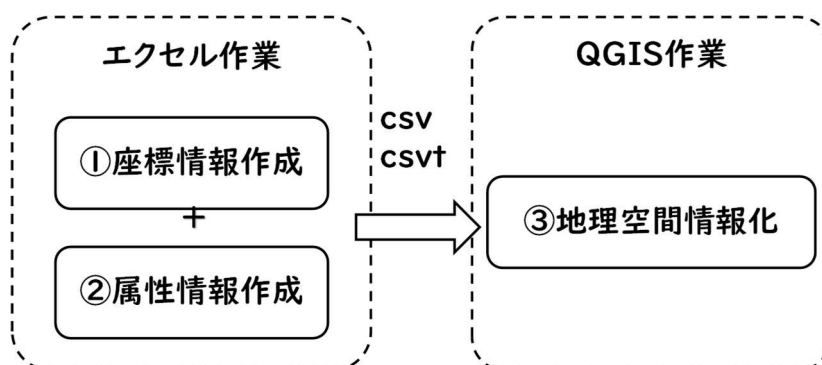 エクセル作業
①座標情報作成
+
②属性情報作成
csv
csvt
QGIS作業
③地理空間情報化